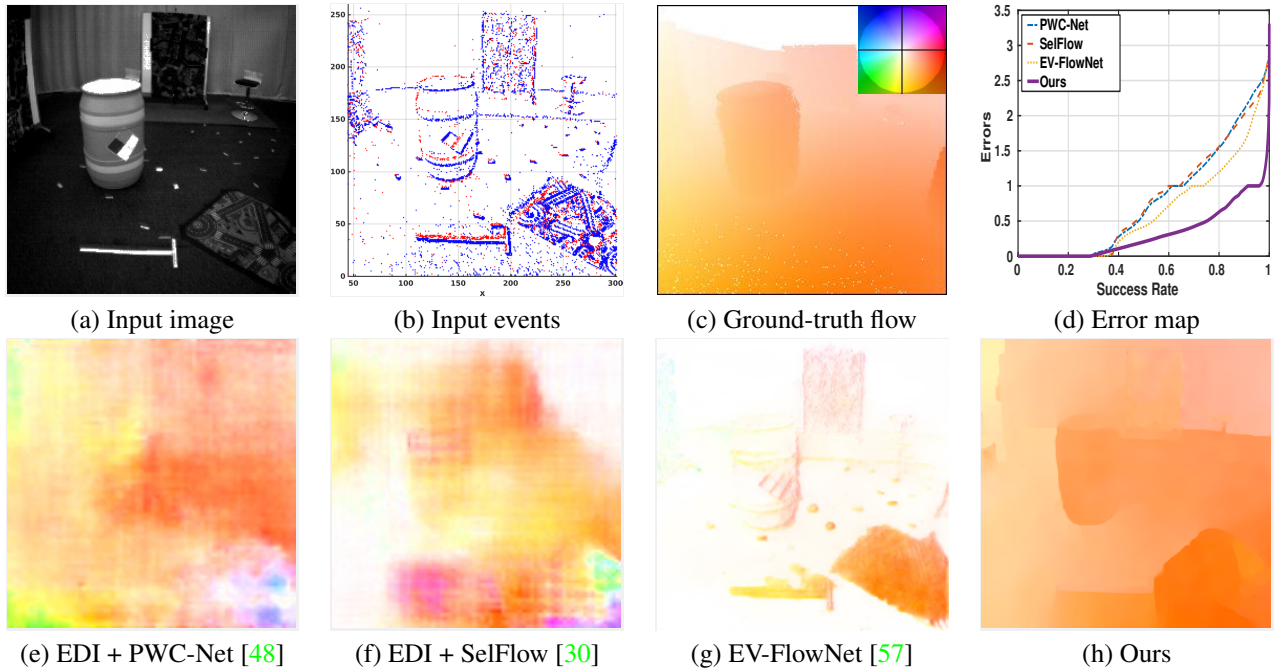 250
200
150
100
50
0
50
100
150
200
250
300
x
3.5
3
2.5
2
1.5
1
0.5
0
Errors
PWC-Net
SelFlow
EV-FlowNet
Ours
0
0.2
0.4
0.6
0.8
1
Success Rate
(a) Input image
(b) Input events
(c) Ground-truth flow
(d) Error map
(e) EDI + PWC-Net [48]
(f) EDI + SelFlow [30]
(g) EV-FlowNet [57]
(h) Ours